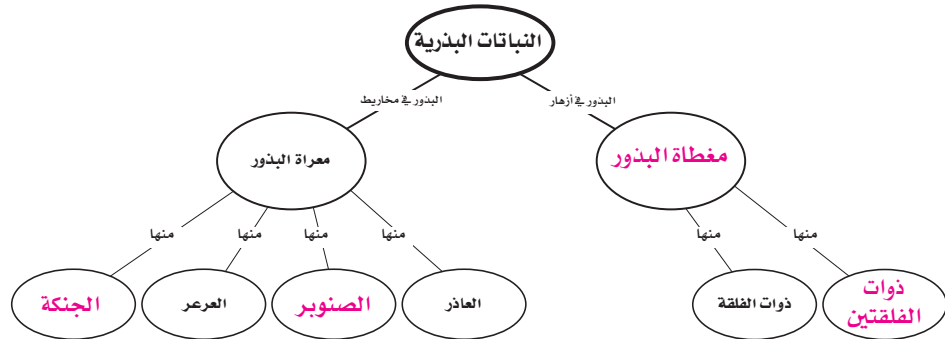 النباتات البذرية
البذور في أزهار
البذور في مخاريط
مغطاة البذور
معراة البذور
منها
منها
منها
منها
منها
منها
ذوات
الفلقتين
ذوات الفلقة
العاذر
الصنوبر
العرعر
الجنكة